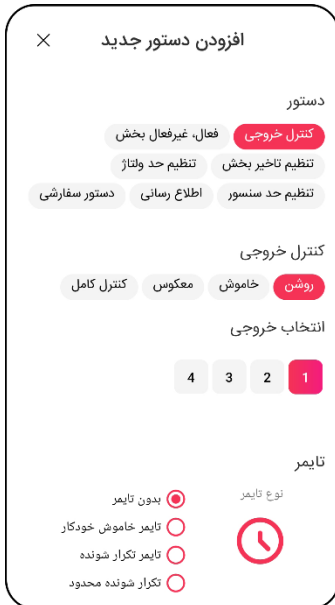 افزودن دستور جدید
دستور
کنترل خروجی فعال، غیرفعال بخش
تنظیم تاخیر بخش تنظیم حد ولتاژ
تنظیم حد سنسور اطلاع رسانی دستور سفارشی
کنترل خروجی
روشن خاموش معکوس کنترل کامل
انتخاب خروجی
1 2 3 4
تایمر
نوع تایمر
بدون تایمر
تایمر خاموش خودکار
تایمر تکرار شونده
تکرار شونده محدود